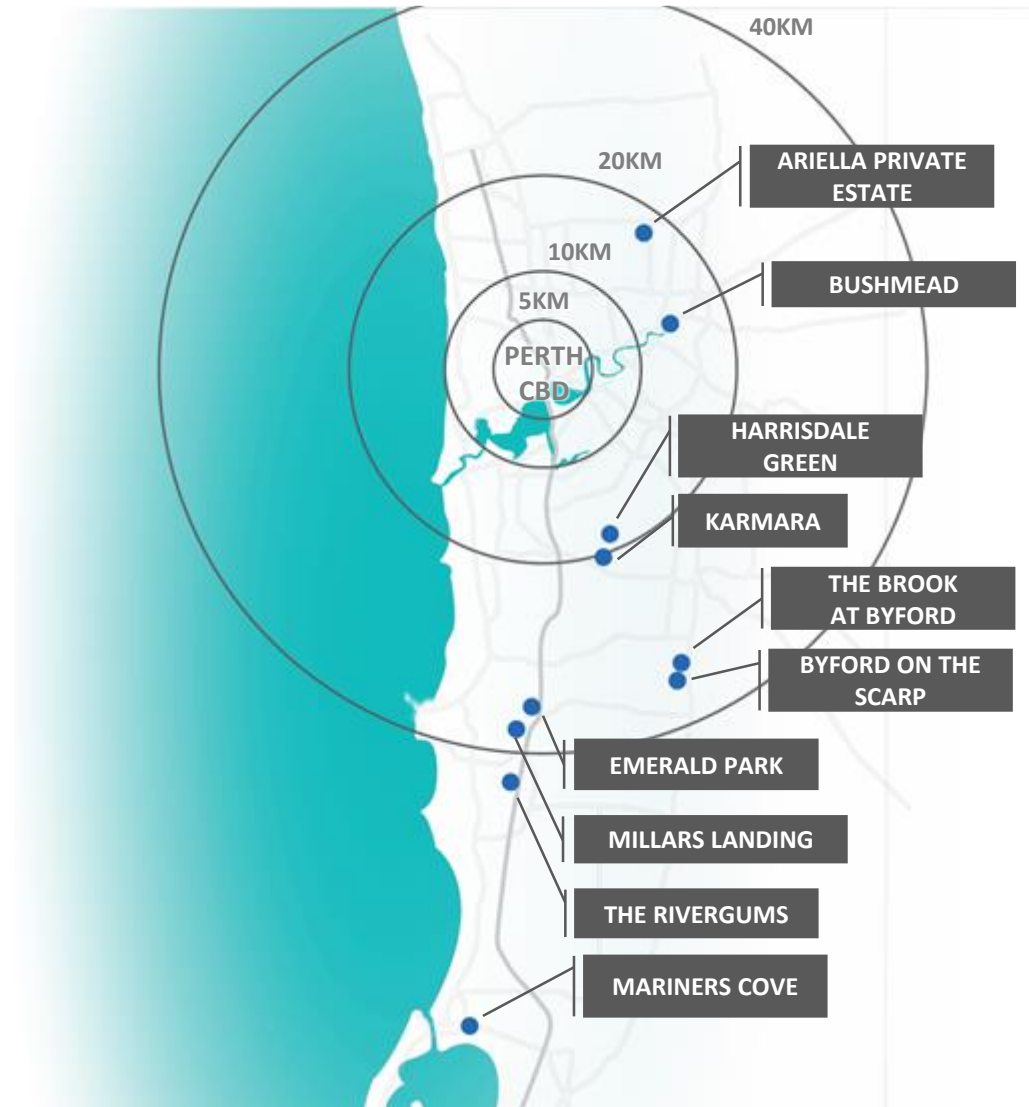 40KM
20KM
ARIELLA PRIVATE
ESTATE
10KM
BUSHMEAD
5KM
PERTH
CBD
HARRISDALE
GREEN
KARMARA
THE BROOK
AT BYFORD
BYFORD ON THE
SCARP
EMERALD PARK
MILLARS LANDING
THE RIVERGUMS
MARINERS COVE